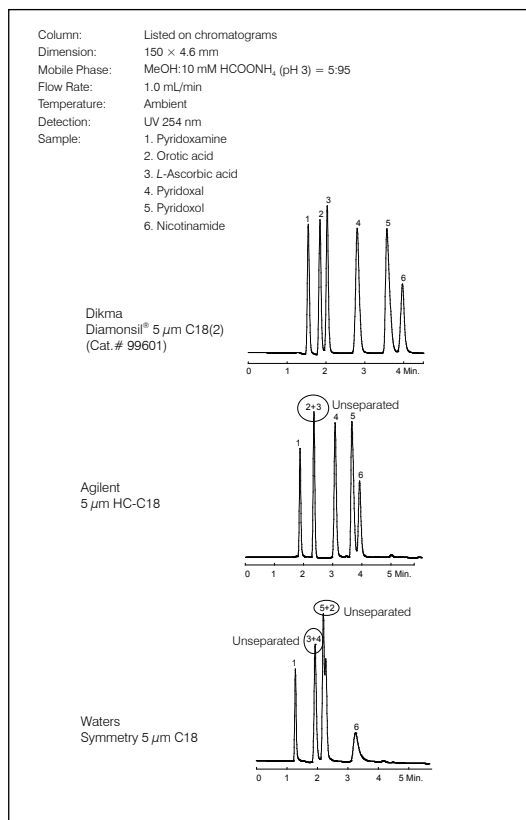 Column: Listed on chromatograms
Dimension: 150 × 4.6 mm
Mobile Phase: MeOH:10 mM HCOONH₄ (pH 3) = 5:95
Flow Rate: 1.0 mL/min
Temperature: Ambient
Detection: UV 254 nm
Sample: 1. Pyridoxamine
2. Orotic acid
3. L-Ascorbic acid
4. Pyridoxal
5. Pyridoxol
6. Nicotinamide
1 2 3 4 5 6
Dikma
Diamonsil® 5 µm C18(2)
(Cat.# 99601)
0 1 2 3 4 Min.
2+3 Unseparated
1 4 5 6
Agilent
5 µm HC-C18
0 1 2 3 4 5 Min.
5+2 Unseparated
Unseparated 3+4
1 6
Waters
Symmetry 5 µm C18
0 1 2 3 4 5 Min.